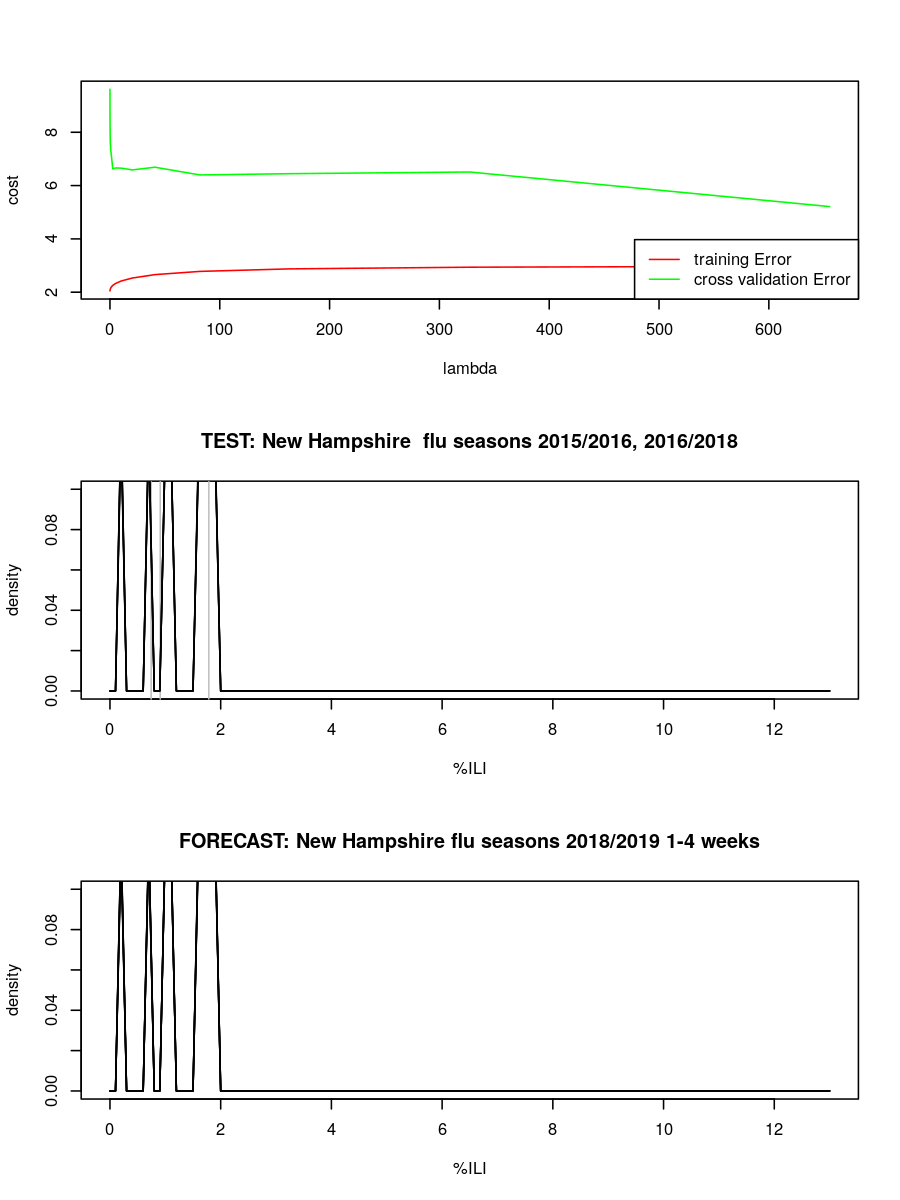 8
6
4
2
cost
training Error
cross validation Error
0 100 200 300 400 500 600
lambda
TEST: New Hampshire  flu seasons 2015/2016, 2016/2018
0.08
0.04
0.00
density
0 2 4 6 8 10 12
%ILI
FORECAST: New Hampshire flu seasons 2018/2019 1-4 weeks
0.08
0.04
0.00
density
0 2 4 6 8 10 12
%ILI